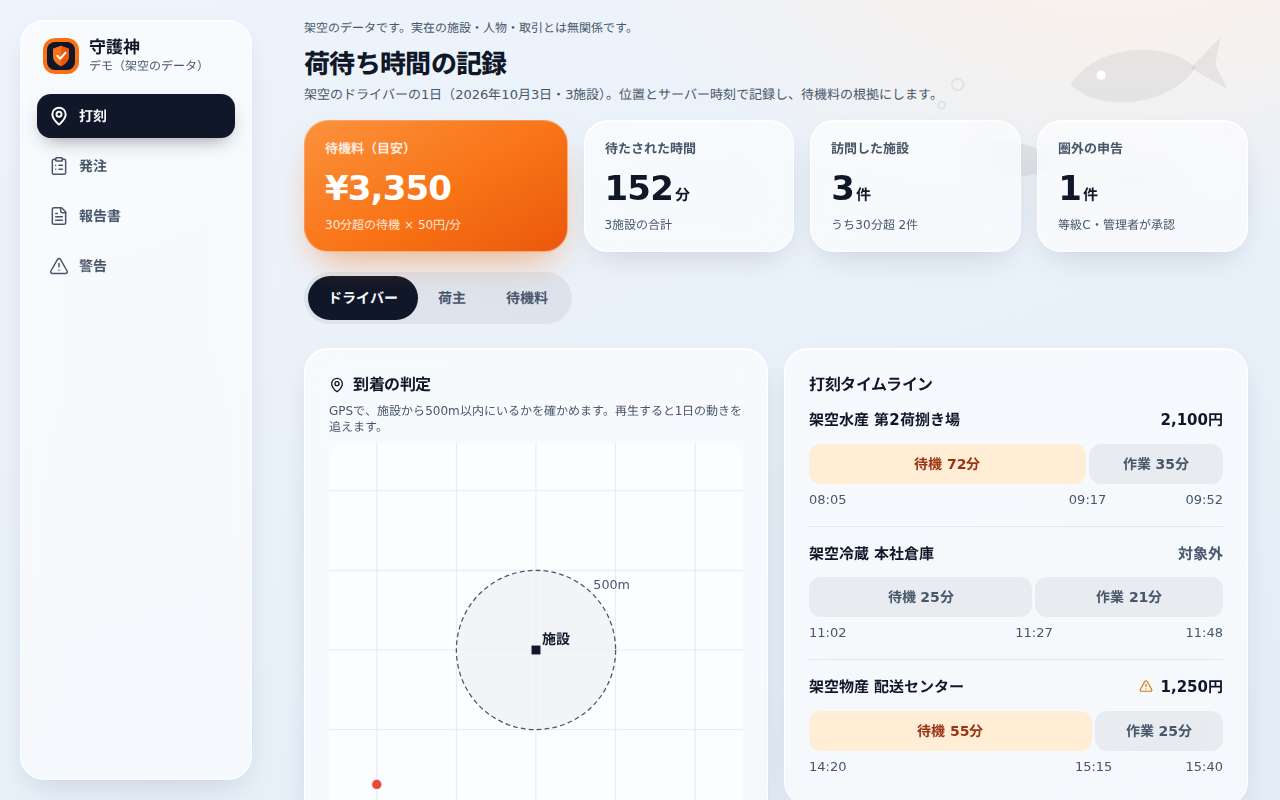 守護神
デモ（架空のデータ）
打刻
発注
報告書
警告
架空のデータです。実在の施設・人物・取引とは無関係です。
荷待ち時間の記録
架空のドライバーの1日（2026年10月3日・3施設）。位置とサーバー時刻で記録し、待機料の根拠にします。
待機料（目安）
¥3,350
30分超の待機 × 50円/分
待たされた時間
152分
3施設の合計
訪問した施設
3件
うち30分超 2件
圏外の申告
1件
等級C・管理者が承認
ドライバー
荷主
待機料
到着の判定
GPSで、施設から500m以内にいるかを確かめます。再生すると1日の動きを
追えます。
500m
施設
打刻タイムライン
架空水産 第2荷捌き場 2,100円
待機 72分 作業 35分
08:05 09:17 09:52
架空冷蔵 本社倉庫 対象外
待機 25分 作業 21分
11:02 11:27 11:48
架空物産 配送センター 1,250円
待機 55分 作業 25分
14:20 15:15 15:40